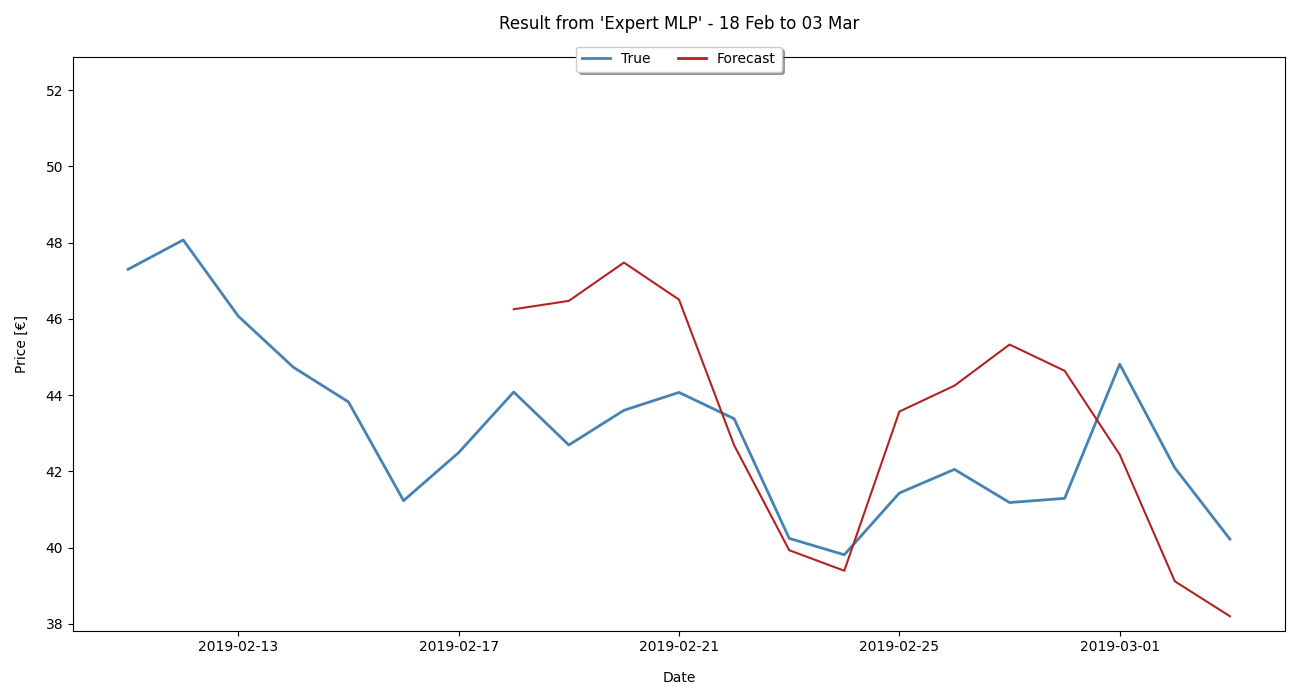 Result from 'Expert MLP' - 18 Feb to 03 Mar
True Forecast
52
50
48
46
44
42
40
38
Price [€]
2019-02-13 2019-02-17 2019-02-21 2019-02-25 2019-03-01
Date